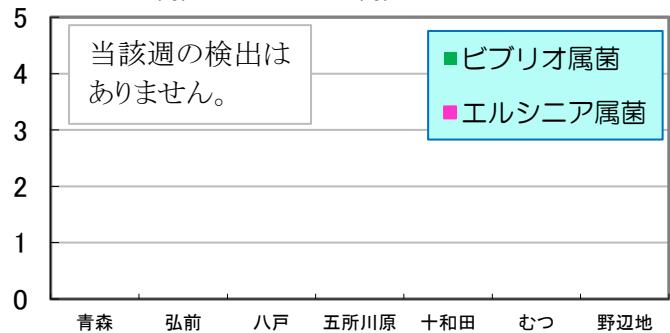 5
当該週の検出は
ありません。
■ビブリオ属菌
■エルシニア属菌
4
3
2
1
0
青森 弘前 八戸 五所川原 十和田 むつ 野辺地